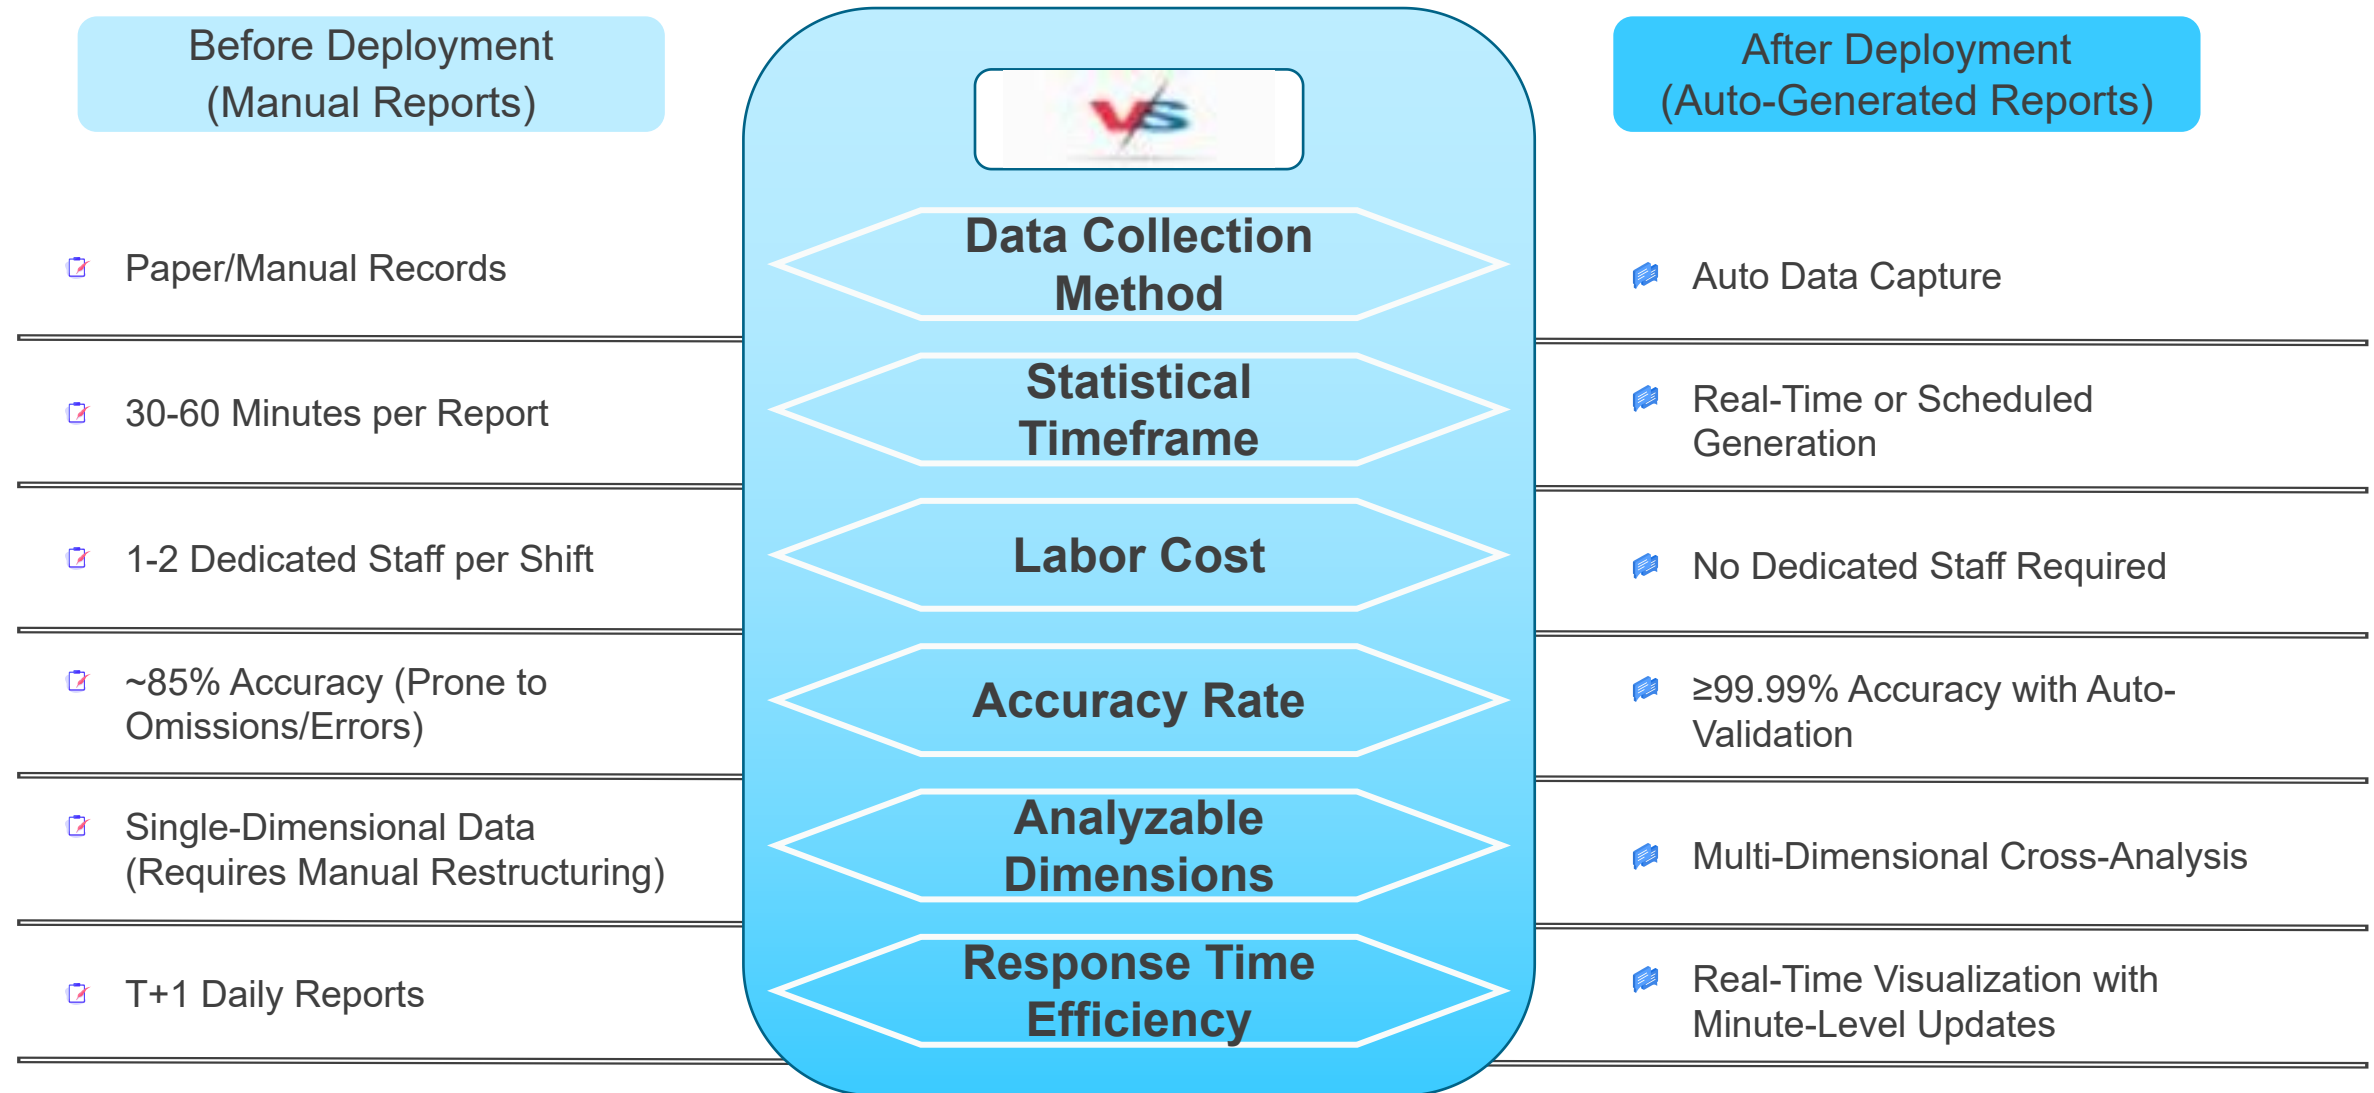 Before Deployment
(Manual Reports)
VS
After Deployment
(Auto-Generated Reports)
Paper/Manual Records
Data Collection
Method
Auto Data Capture
30-60 Minutes per Report
Statistical
Timeframe
Real-Time or Scheduled
Generation
1-2 Dedicated Staff per Shift
Labor Cost
No Dedicated Staff Required
~85% Accuracy (Prone to
Omissions/Errors)
Accuracy Rate
≥99.99% Accuracy with Auto-
Validation
Single-Dimensional Data
(Requires Manual Restructuring)
Analyzable
Dimensions
Multi-Dimensional Cross-Analysis
T+1 Daily Reports
Response Time
Efficiency
Real-Time Visualization with
Minute-Level Updates